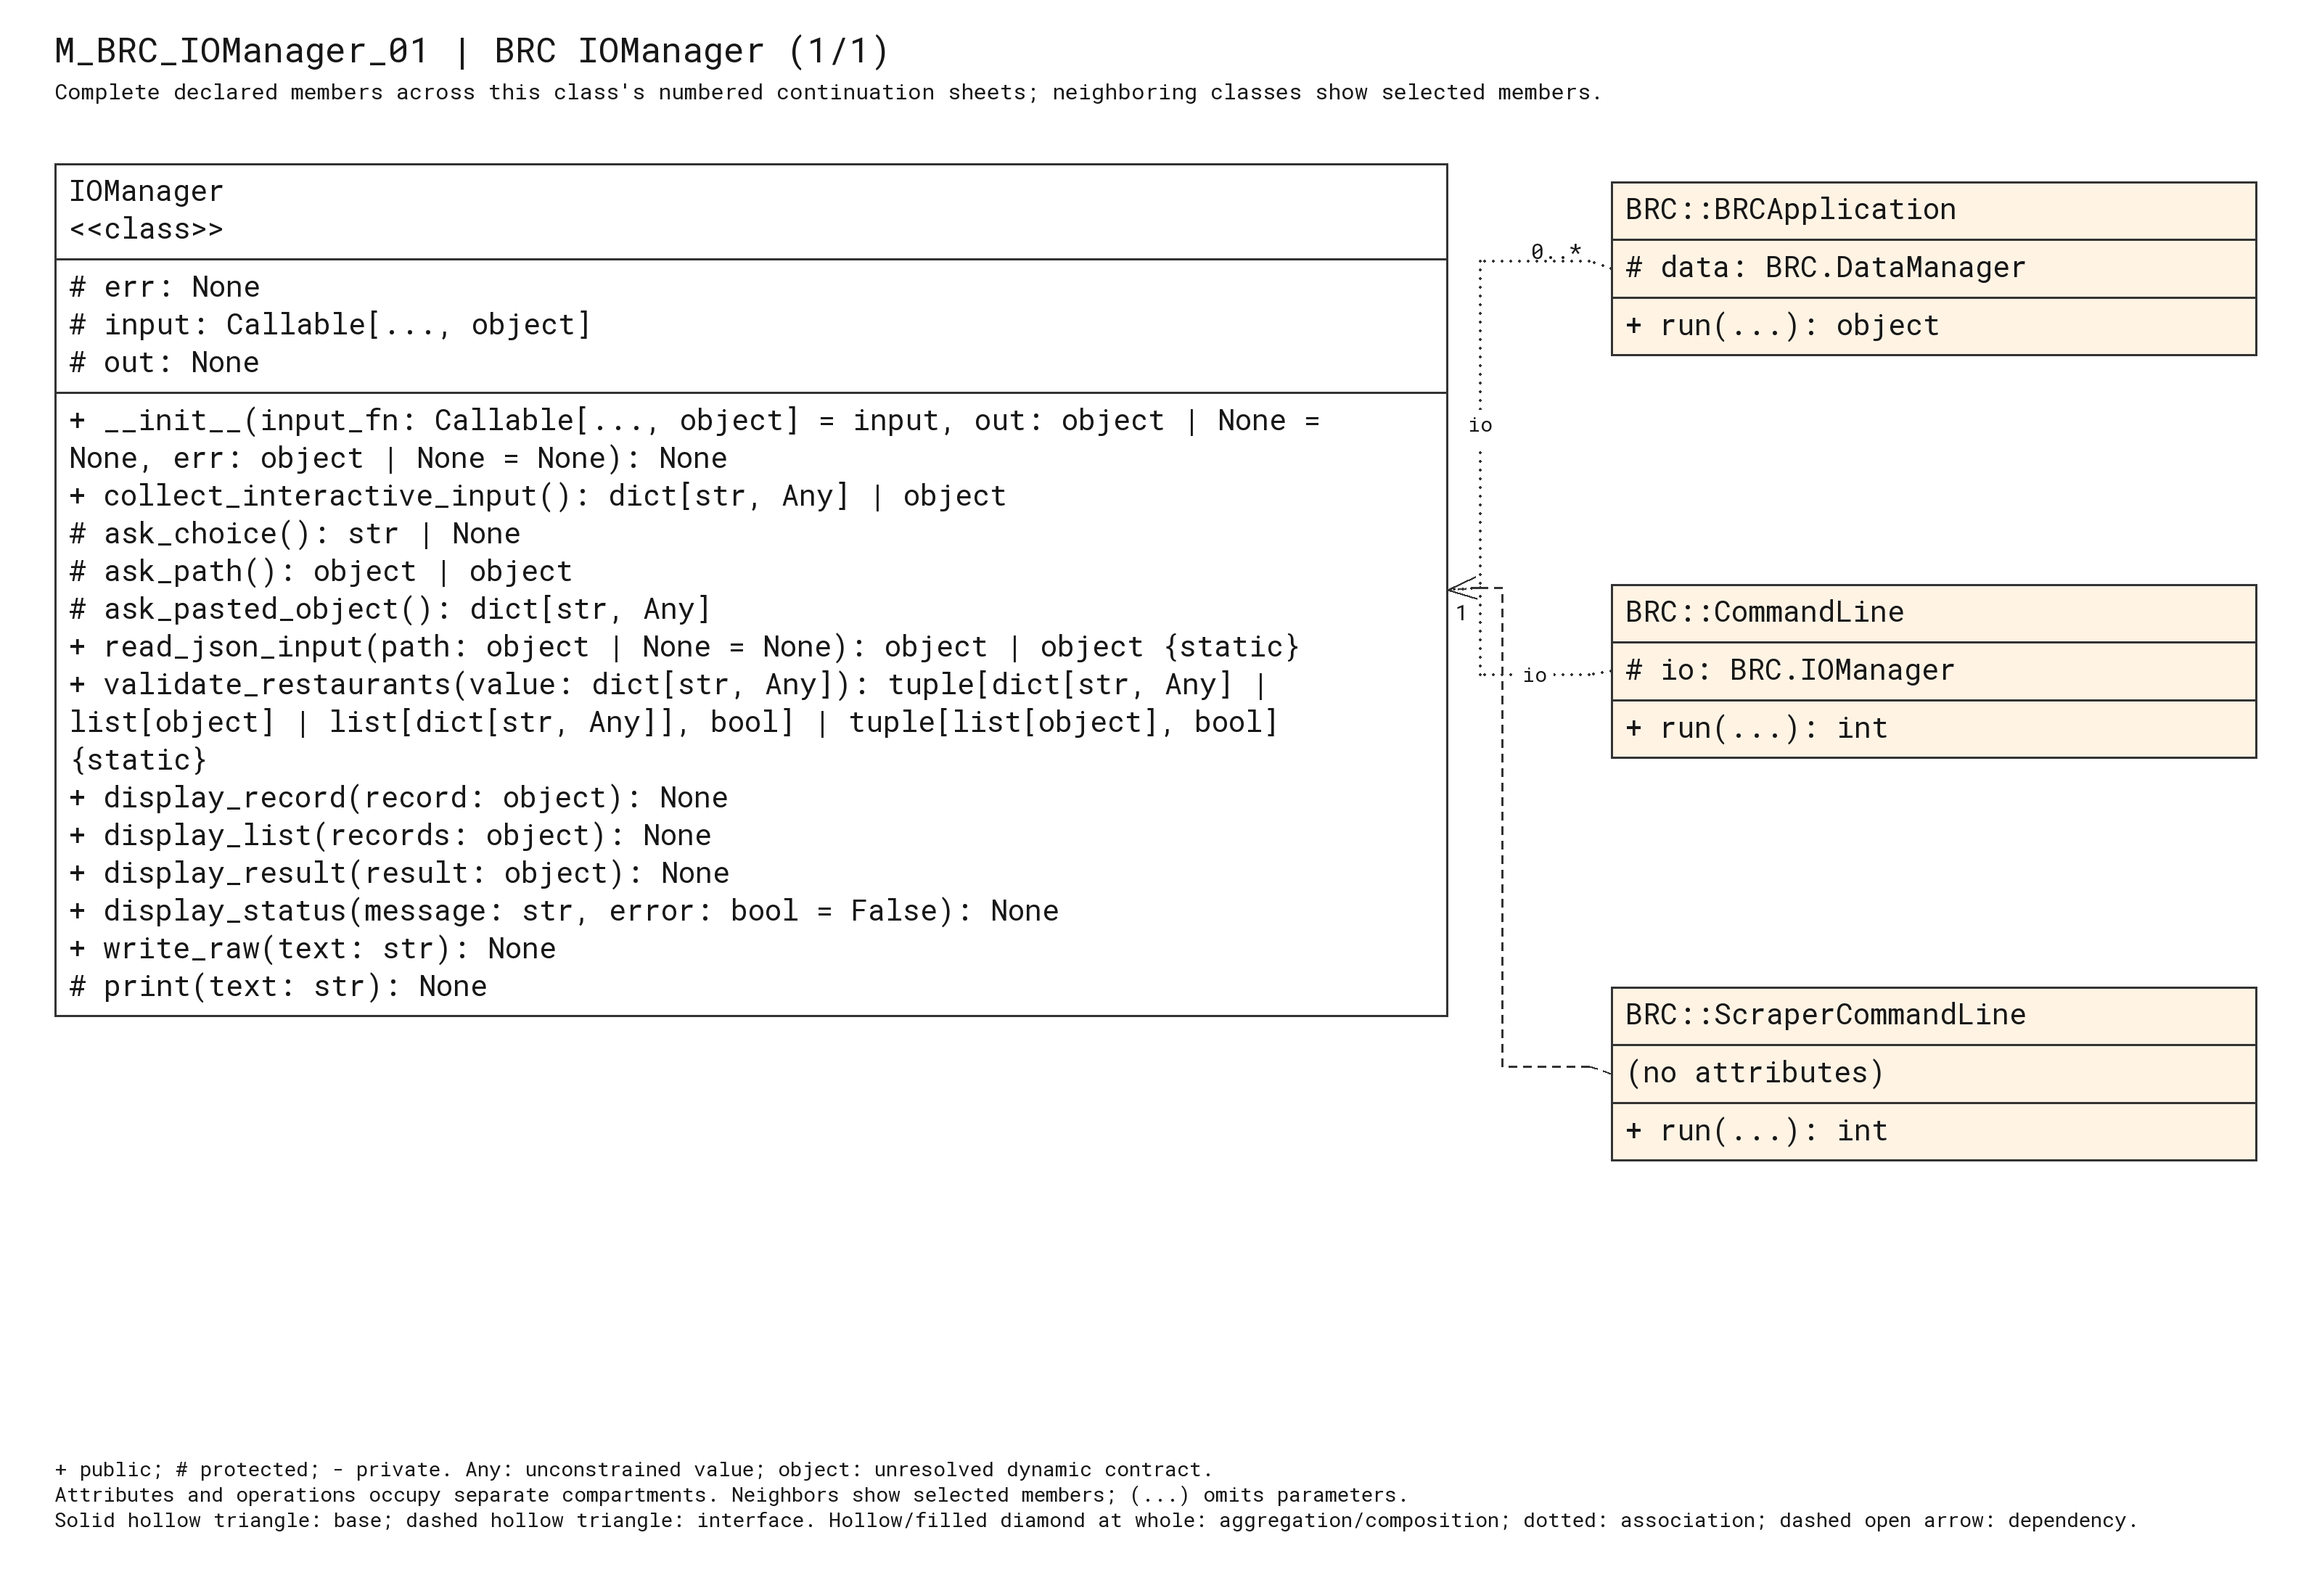 M_BRC_IOManager_01 | BRC IOManager (1/1)
Complete declared members across this class's numbered continuation sheets; neighboring classes show selected members.
IOManager
<<class>>
# err: None
# input: Callable[..., object]
# out: None
+ __init__(input_fn: Callable[..., object] = input, out: object | None =
None, err: object | None = None): None
+ collect_interactive_input(): dict[str, Any] | object
# ask_choice(): str | None
# ask_path(): object | object
# ask_pasted_object(): dict[str, Any]
+ read_json_input(path: object | None = None): object | object {static}
+ validate_restaurants(value: dict[str, Any]): tuple[dict[str, Any] |
list[object] | list[dict[str, Any]], bool] | tuple[list[object], bool]
{static}
+ display_record(record: object): None
+ display_list(records: object): None
+ display_result(result: object): None
+ display_status(message: str, error: bool = False): None
+ write_raw(text: str): None
# print(text: str): None
0..*
io
1
io
BRC::BRCApplication
# data: BRC.DataManager
+ run(...): object
BRC::CommandLine
# io: BRC.IOManager
+ run(...): int
BRC::ScraperCommandLine
(no attributes)
+ run(...): int
+ public; # protected; - private. Any: unconstrained value; object: unresolved dynamic contract.
Attributes and operations occupy separate compartments. Neighbors show selected members; (...) omits parameters.
Solid hollow triangle: base; dashed hollow triangle: interface. Hollow/filled diamond at whole: aggregation/composition; dotted: association; dashed open arrow: dependency.